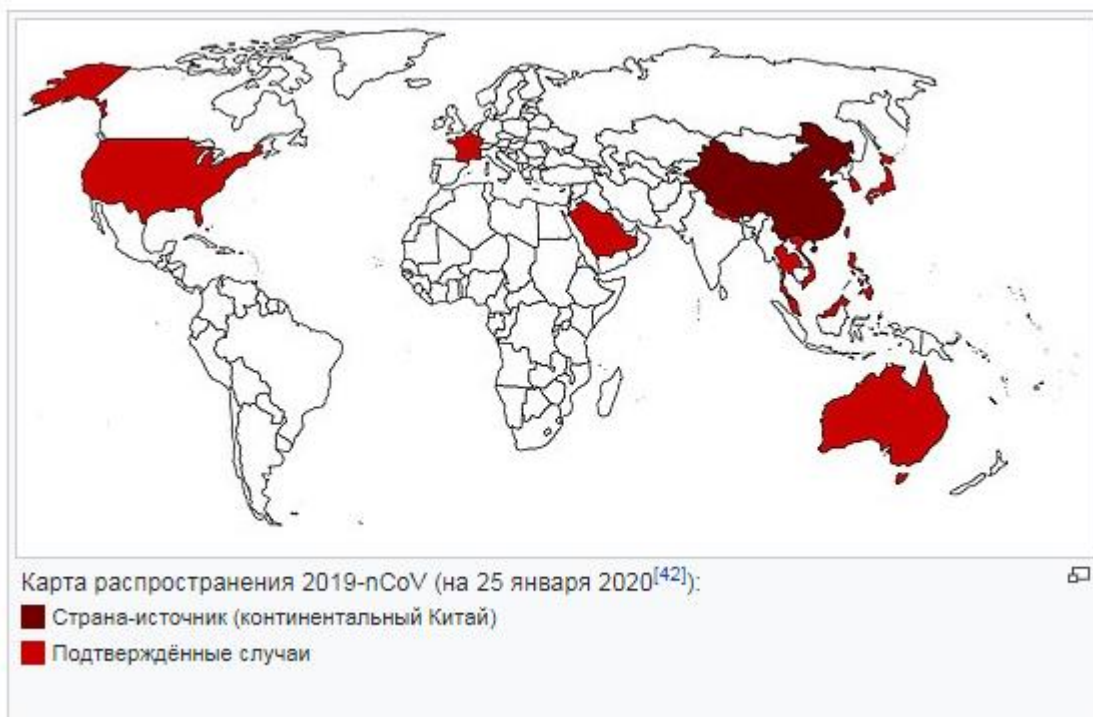 Карта распространения 2019-nCoV (на 25 января 2020[42]):
Страна-источник (континентальный Китай)
Подтверждённые случаи